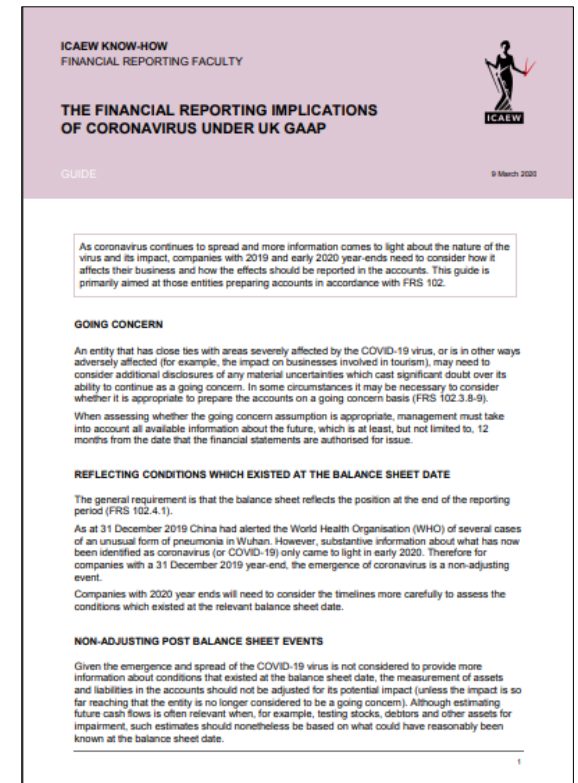 ICAEW KNOW-HOW
FINANCIAL REPORTING FACULTY
THE FINANCIAL REPORTING IMPLICATIONS
OF CORONAVIRUS UNDER UK GAAP
ICAEW
GUIDE
9 March 2020
As coronavirus continues to spread and more information comes to light about the nature of the
virus and its impact, companies with 2019 and early 2020 year-ends need to consider how it
affects their business and how the effects should be reported in the accounts. This guide is
primarily aimed at those entities preparing accounts in accordance with FRS 102.
GOING CONCERN
An entity that has close ties with areas severely affected by the COVID-19 virus, or is in other ways
adversely affected (for example, the impact on businesses involved in tourism), may need to
consider additional disclosures of any material uncertainties which cast significant doubt over its
ability to continue as a going concern. In some circumstances it may be necessary to consider
whether it is appropriate to prepare the accounts on a going concern basis (FRS 102.3.8-9).
When assessing whether the going concern assumption is appropriate, management must take
into account all available information about the future, which is at least, but not limited to, 12
months from the date that the financial statements are authorised for issue.
REFLECTING CONDITIONS WHICH EXISTED AT THE BALANCE SHEET DATE
The general requirement is that the balance sheet reflects the position at the end of the reporting
period (FRS 102.4.1).
As at 31 December 2019 China had alerted the World Health Organisation (WHO) of several cases
of an unusual form of pneumonia in Wuhan. However, substantive information about what has now
been identified as coronavirus (or COVID-19) only came to light in early 2020. Therefore for
companies with a 31 December 2019 year-end, the emergence of coronavirus is a non-adjusting
event.
Companies with 2020 year ends will need to consider the timelines more carefully to assess the
conditions which existed at the relevant balance sheet date.
NON-ADJUSTING POST BALANCE SHEET EVENTS
Given the emergence and spread of the COVID-19 virus is not considered to provide more
information about conditions that existed at the balance sheet date, the measurement of assets
and liabilities in the accounts should not be adjusted for its potential impact (unless the impact is so
far reaching that the entity is no longer considered to be a going concern). Although estimating
future cash flows is often relevant when, for example, testing stocks, debtors and other assets for
impairment, such estimates should nonetheless be based on what could have reasonably been
known at the balance sheet date.
1